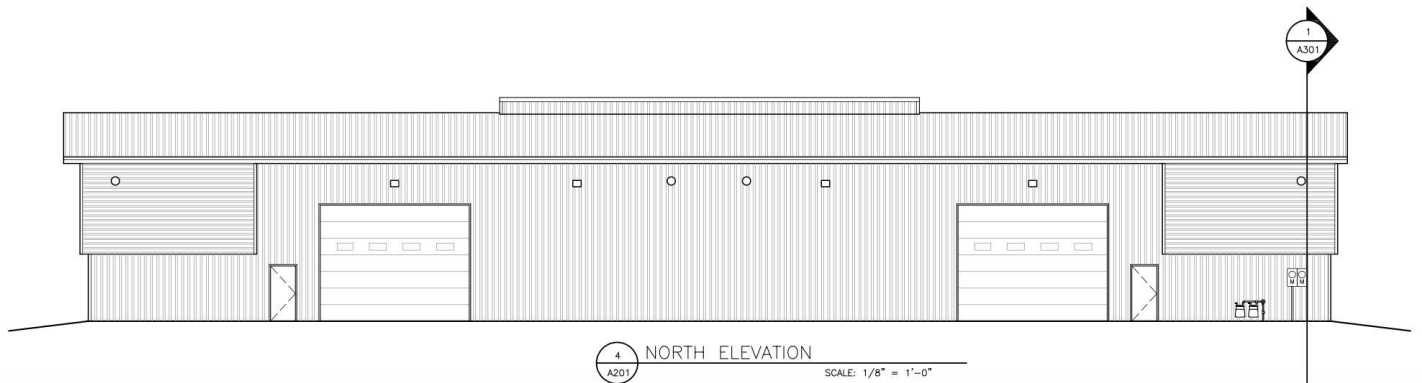 1
A301
M M
4
A201
NORTH ELEVATION
SCALE: 1/8" = 1'-0"